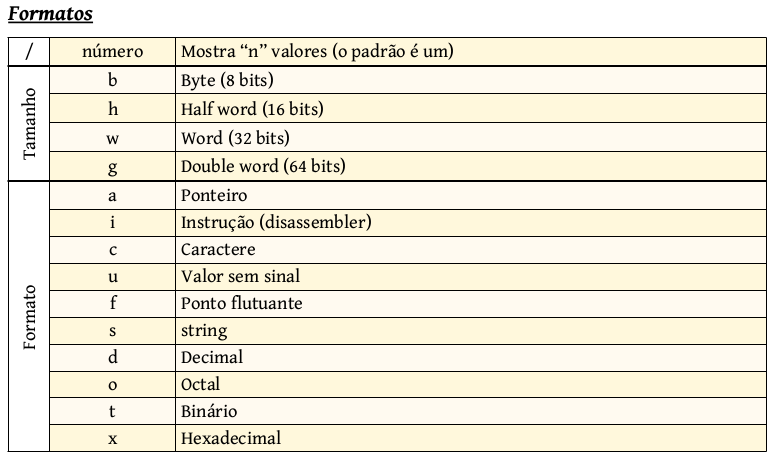 Formatos
/ número Mostra “n” valores (o padrão é um)
Tamanho
b Byte (8 bits)
h Half word (16 bits)
w Word (32 bits)
g Double word (64 bits)
Formato
a Ponteiro
i Instrução (disassembler)
c Caractere
u Valor sem sinal
f Ponto flutuante
s string
d Decimal
o Octal
t Binário
x Hexadecimal